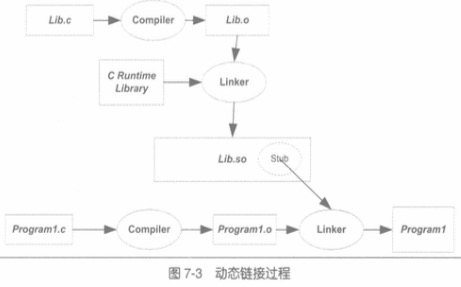 Lib.c
Compiler
Lib.o
C Runtime
Library
Linker
Lib.so
Stub
Program1.c
Compiler
Program1.o
Linker
Program1
图 7-3 动态链接过程